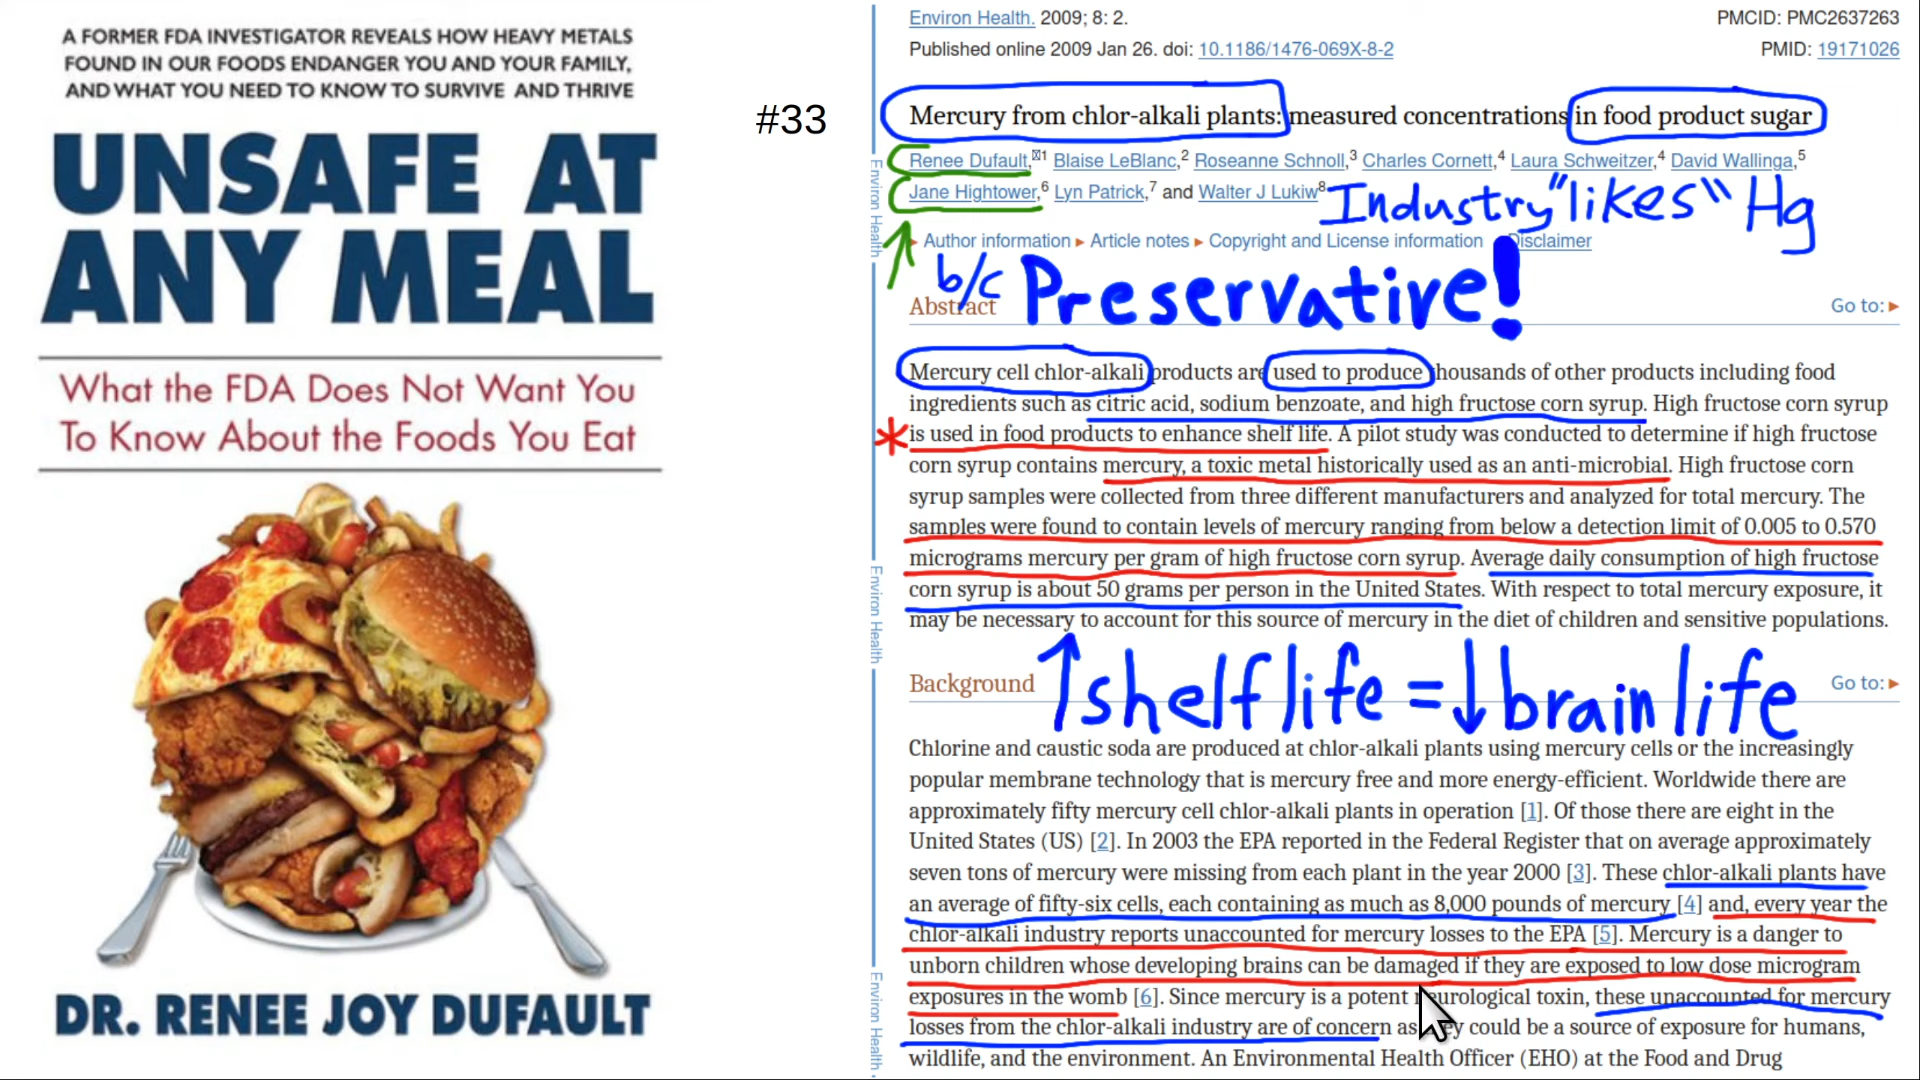 A FORMER FDA INVESTIGATOR REVEALS HOW HEAVY METALS
FOUND IN OUR FOODS ENDANGER YOU AND YOUR FAMILY,
AND WHAT YOU NEED TO KNOW TO SURVIVE AND THRIVE
UNSAFE AT
ANY MEAL
What the FDA Does Not Want You
To Know About the Foods You Eat
DR. RENEE JOY DUFAULT
#33
Environ Health. 2009; 8: 2.
PMCID: PMC2637263
Published online 2009 Jan 26. doi: 10.1186/1476-069X-8-2
PMID: 19171026
Mercury from chlor-alkali plants: measured concentrations in food product sugar
Renee Dufault,1 Blaise LeBlanc,2 Roseanne Schnoll,3 Charles Cornett,4 Laura Schweitzer,4 David Wallinga,5
Jane Hightower,6 Lyn Patrick,7 and Walter J Lukiw8
Industry "likes" Hg
▸ Author information ▸ Article notes ▸ Copyright and License information Disclaimer
b/c Preservative!
Abstract
Go to: ▸
Mercury cell chlor-alkali products are used to produce thousands of other products including food
ingredients such as citric acid, sodium benzoate, and high fructose corn syrup. High fructose corn syrup
* is used in food products to enhance shelf life. A pilot study was conducted to determine if high fructose
corn syrup contains mercury, a toxic metal historically used as an anti-microbial. High fructose corn
syrup samples were collected from three different manufacturers and analyzed for total mercury. The
samples were found to contain levels of mercury ranging from below a detection limit of 0.005 to 0.570
micrograms mercury per gram of high fructose corn syrup. Average daily consumption of high fructose
corn syrup is about 50 grams per person in the United States. With respect to total mercury exposure, it
may be necessary to account for this source of mercury in the diet of children and sensitive populations.
↑ shelf life = ↓ brain life
Background
Go to: ▸
Chlorine and caustic soda are produced at chlor-alkali plants using mercury cells or the increasingly
popular membrane technology that is mercury free and more energy-efficient. Worldwide there are
approximately fifty mercury cell chlor-alkali plants in operation [1]. Of those there are eight in the
United States (US) [2]. In 2003 the EPA reported in the Federal Register that on average approximately
seven tons of mercury were missing from each plant in the year 2000 [3]. These chlor-alkali plants have
an average of fifty-six cells, each containing as much as 8,000 pounds of mercury [4] and, every year the
chlor-alkali industry reports unaccounted for mercury losses to the EPA [5]. Mercury is a danger to
unborn children whose developing brains can be damaged if they are exposed to low dose microgram
exposures in the womb [6]. Since mercury is a potent neurological toxin, these unaccounted for mercury
losses from the chlor-alkali industry are of concern as they could be a source of exposure for humans,
wildlife, and the environment. An Environmental Health Officer (EHO) at the Food and Drug
Environ Health
Environ Health
Environ Health